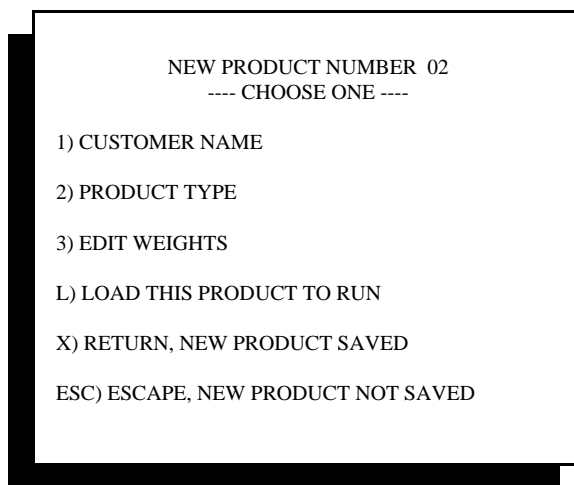 NEW PRODUCT NUMBER 02
---- CHOOSE ONE ----
1) CUSTOMER NAME
2) PRODUCT TYPE
3) EDIT WEIGHTS
L) LOAD THIS PRODUCT TO RUN
X) RETURN, NEW PRODUCT SAVED
ESC) ESCAPE, NEW PRODUCT NOT SAVED